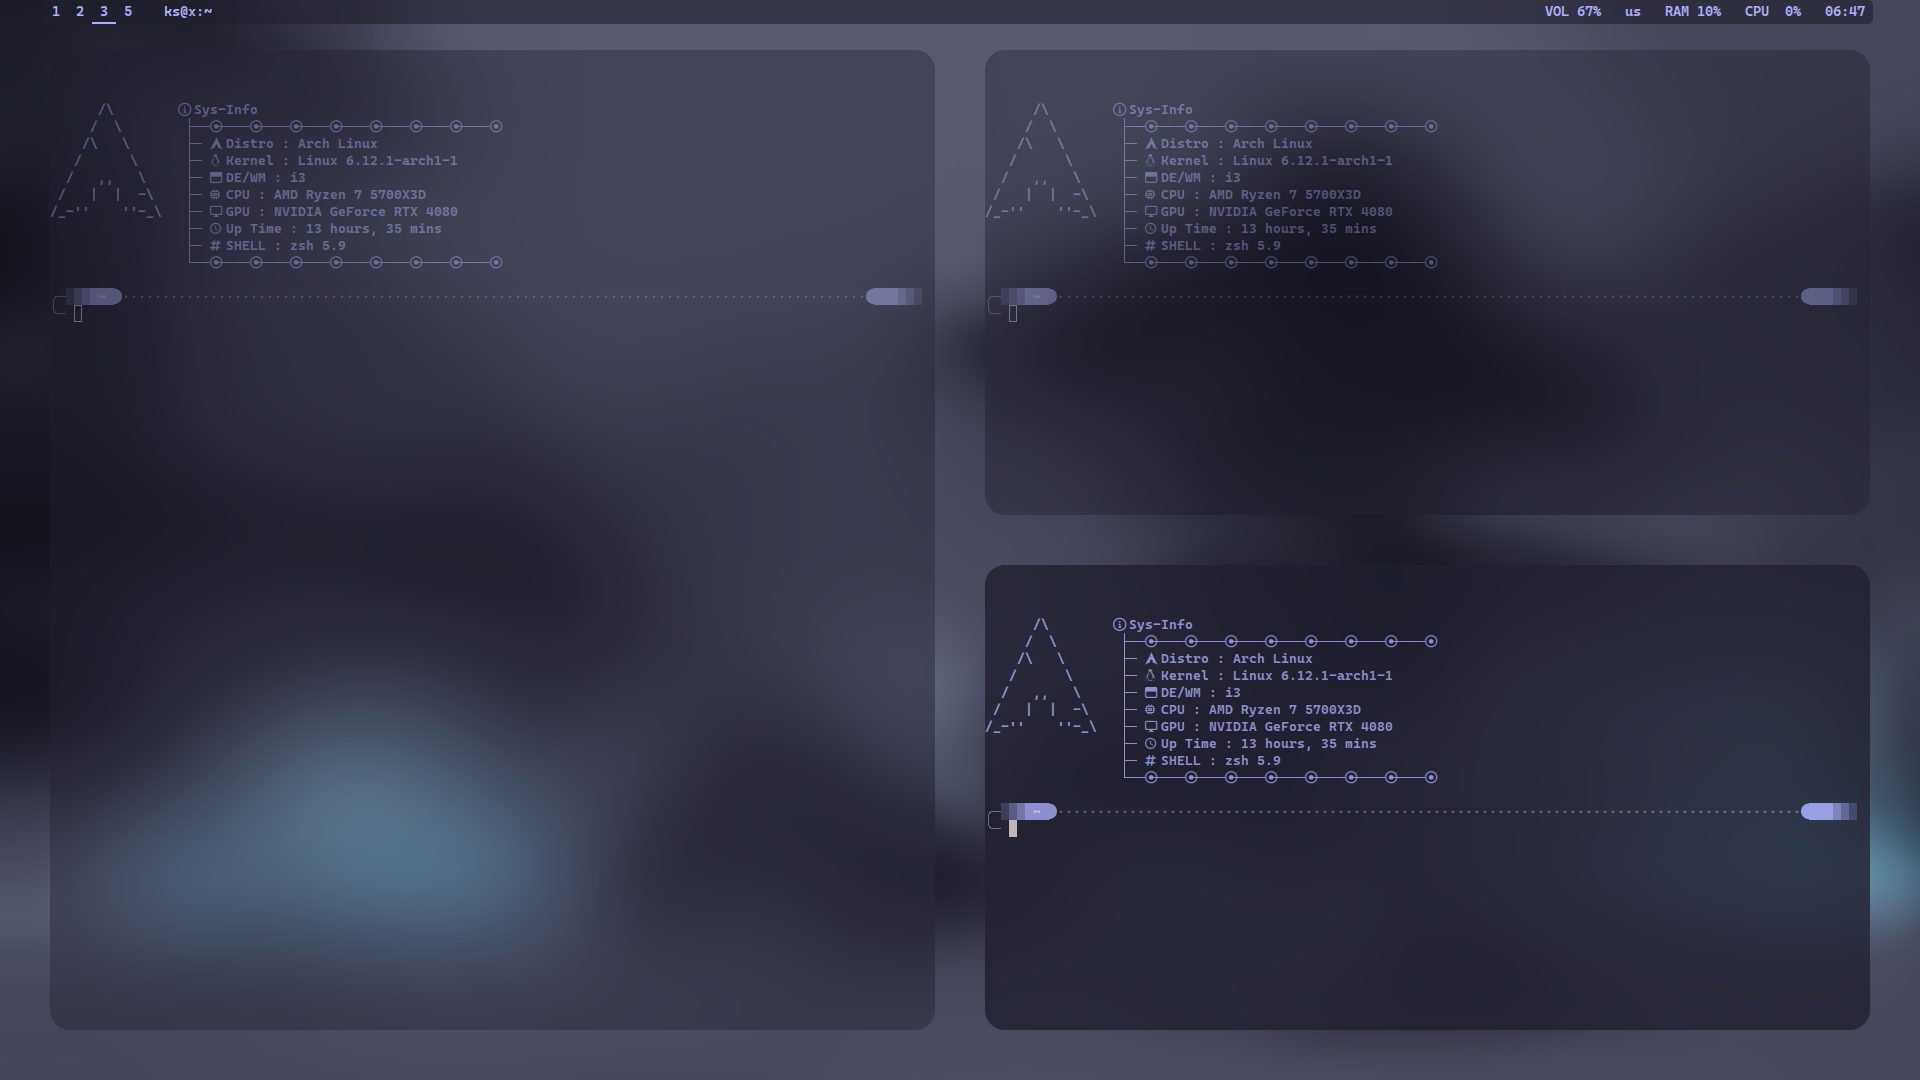 1 2 3 5 ks@x:~ VOL 67% us RAM 10% CPU 0% 06:47
Sys-Info
Distro : Arch Linux
Kernel : Linux 6.12.1-arch1-1
DE/WM : i3
CPU : AMD Ryzen 7 5700X3D
GPU : NVIDIA GeForce RTX 4080
Up Time : 13 hours, 35 mins
# SHELL : zsh 5.9
~
Sys-Info
Distro : Arch Linux
Kernel : Linux 6.12.1-arch1-1
DE/WM : i3
CPU : AMD Ryzen 7 5700X3D
GPU : NVIDIA GeForce RTX 4080
Up Time : 13 hours, 35 mins
# SHELL : zsh 5.9
~
Sys-Info
Distro : Arch Linux
Kernel : Linux 6.12.1-arch1-1
DE/WM : i3
CPU : AMD Ryzen 7 5700X3D
GPU : NVIDIA GeForce RTX 4080
Up Time : 13 hours, 35 mins
# SHELL : zsh 5.9
~